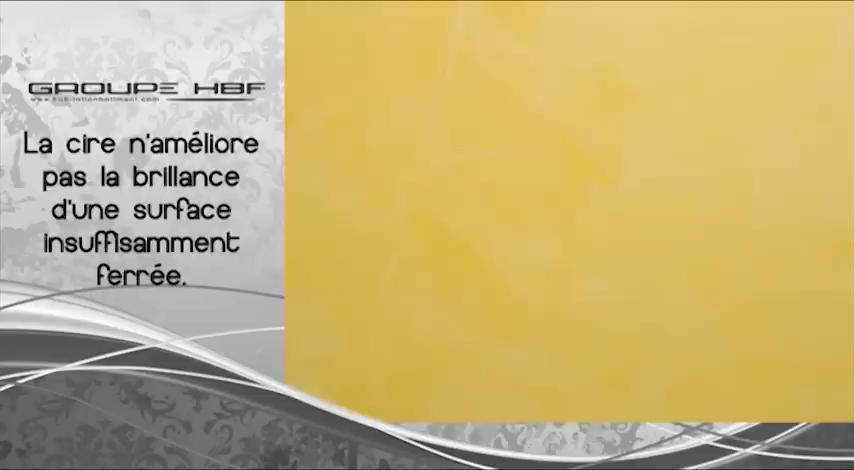 GROUPE HBF
La cire n'améliore
pas la brillance
d'une surface
insuffisamment
ferrée.